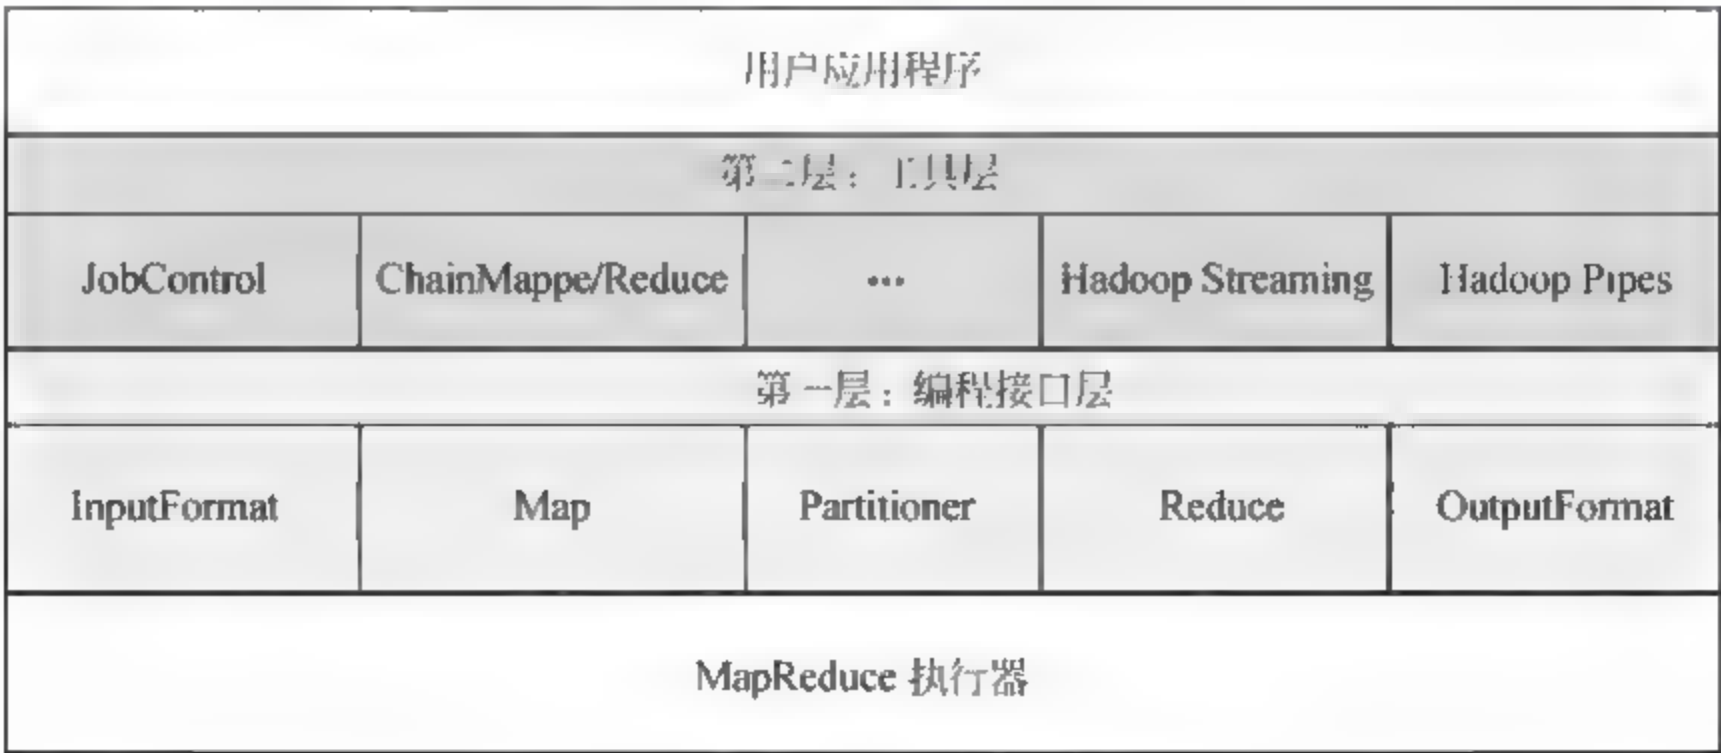 用户应用程序
第二层：工具层
JobControl
ChainMappe/Reduce
...
Hadoop Streaming
Hadoop Pipes
第一层：编程接口层
InputFormat
Map
Partitioner
Reduce
OutputFormat
MapReduce 执行器